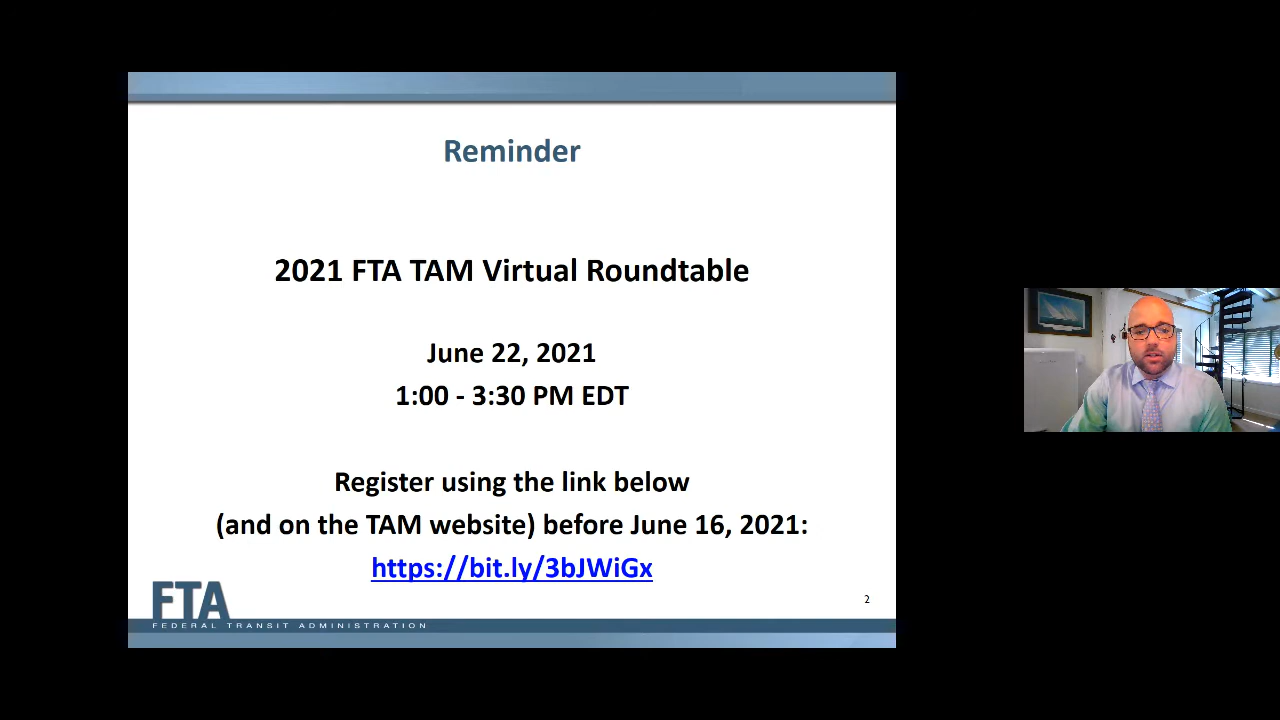 Reminder
2021 FTA TAM Virtual Roundtable
June 22, 2021
1:00 - 3:30 PM EDT
Register using the link below
(and on the TAM website) before June 16, 2021:
https://bit.ly/3bJWiGx
FTA
FEDERAL TRANSIT ADMINISTRATION
2